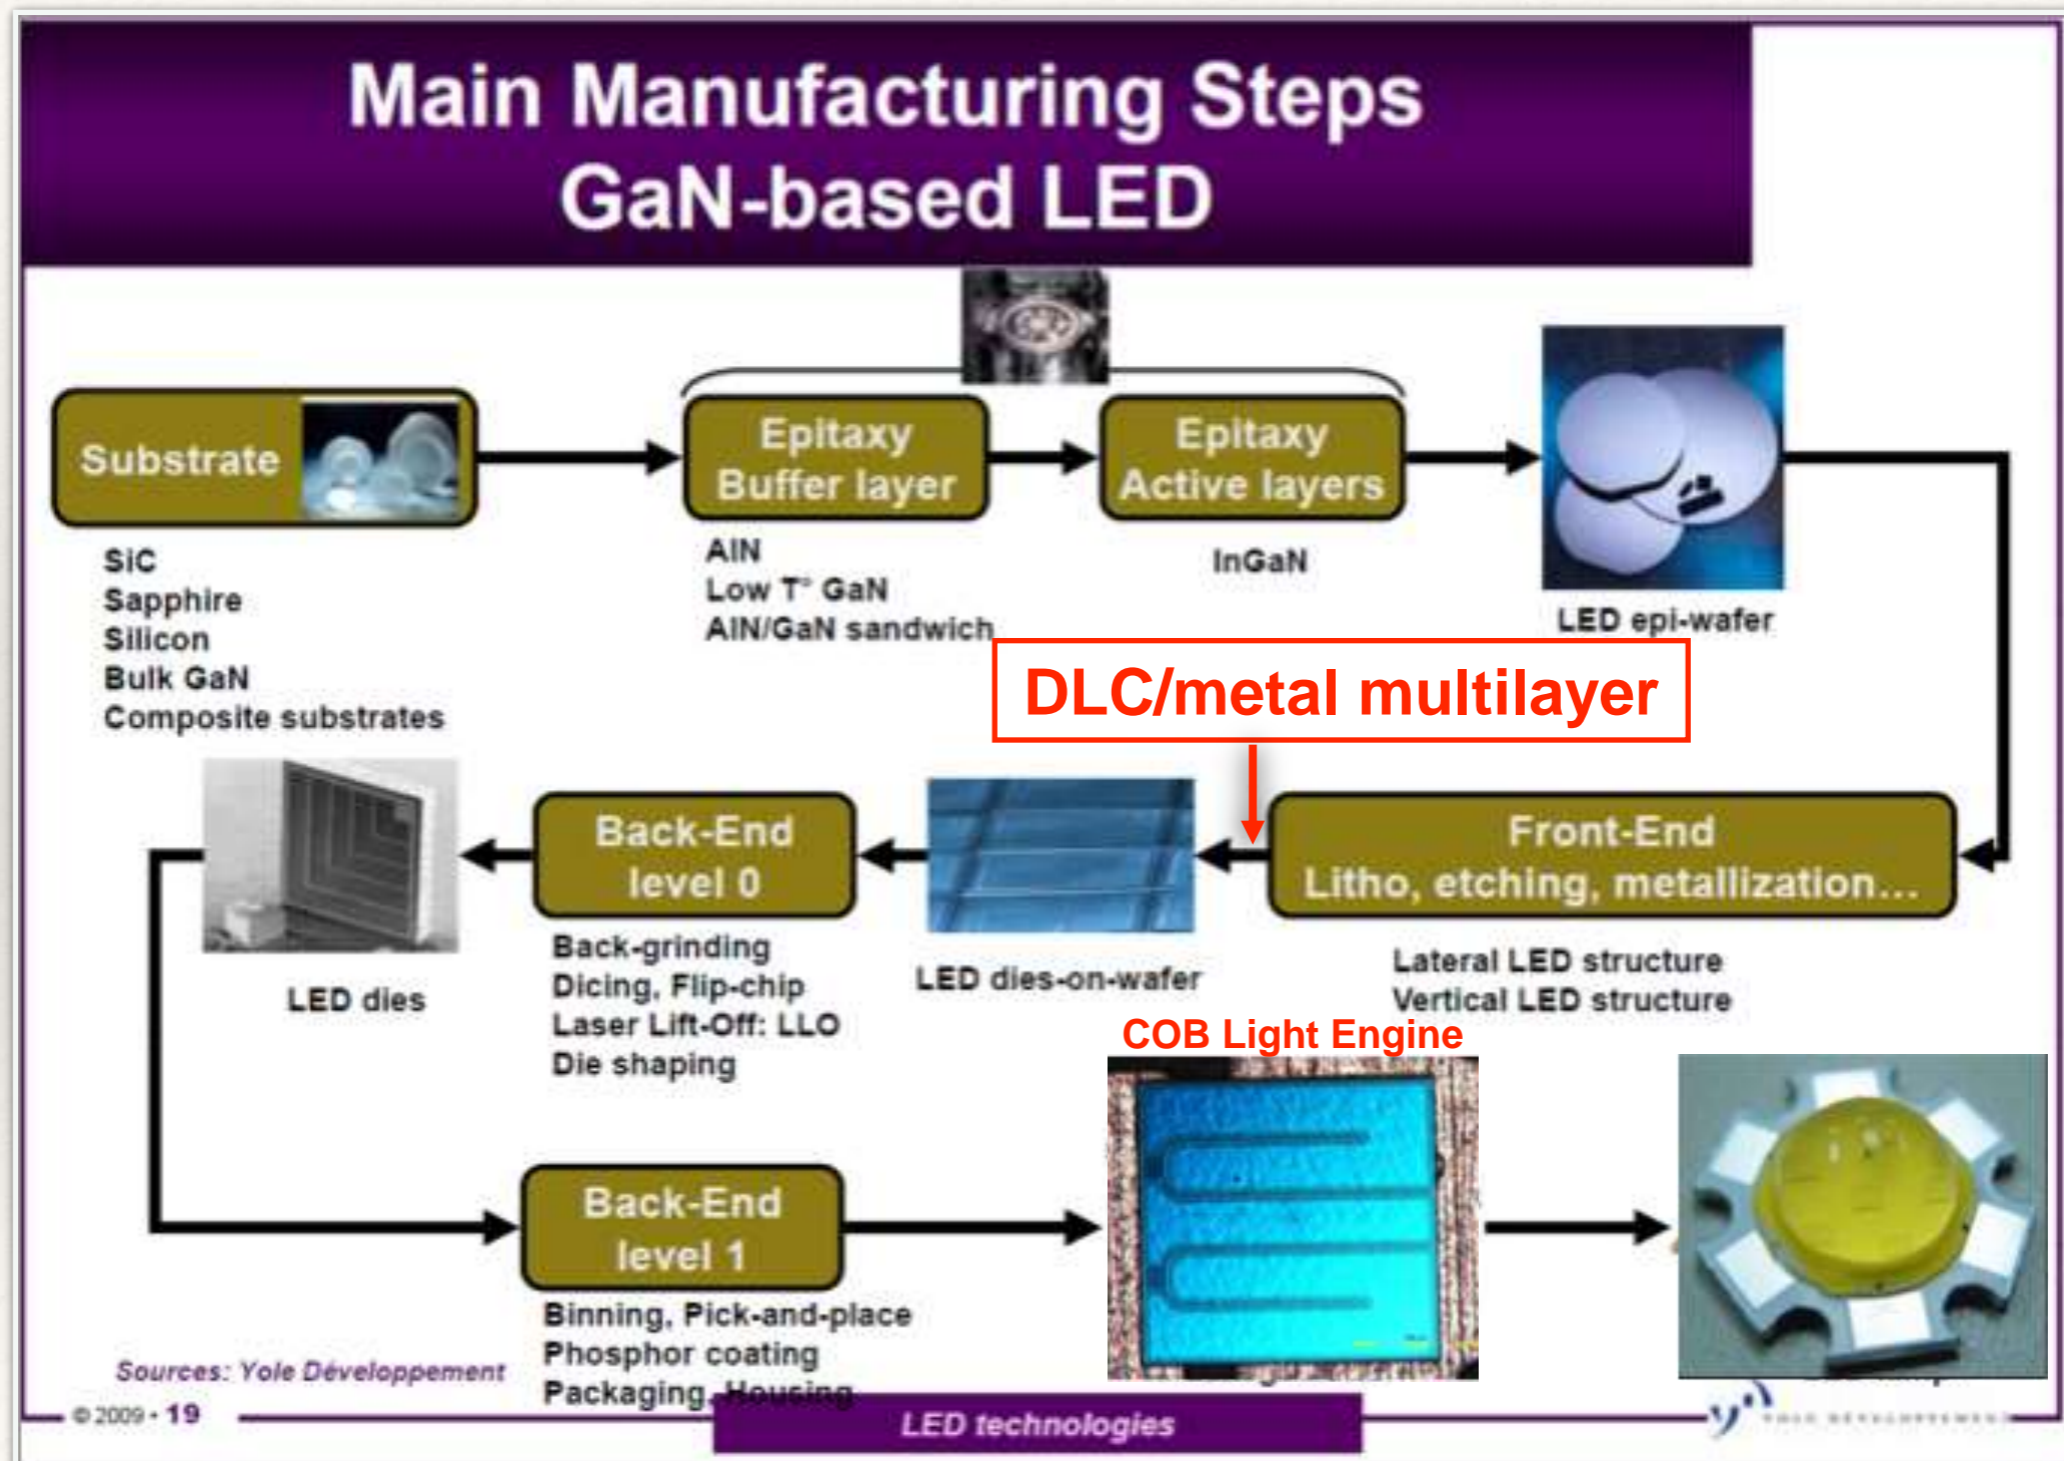 Main Manufacturing Steps
GaN-based LED
Substrate
SiC
Sapphire
Silicon
Bulk GaN
Composite substrates
Epitaxy
Buffer layer
AlN
Low T° GaN
AlN/GaN sandwich
Epitaxy
Active layers
InGaN
LED epi-wafer
DLC/metal multilayer
Front-End
Litho, etching, metallization...
Lateral LED structure
Vertical LED structure
LED dies-on-wafer
Back-End
level 0
Back-grinding
Dicing, Flip-chip
Laser Lift-Off: LLO
Die shaping
LED dies
Back-End
level 1
Binning, Pick-and-place
Phosphor coating
Packaging, Housing
COB Light Engine
Sources: Yole Développement
© 2009 • 19
LED technologies
YOLE DÉVELOPPEMENT